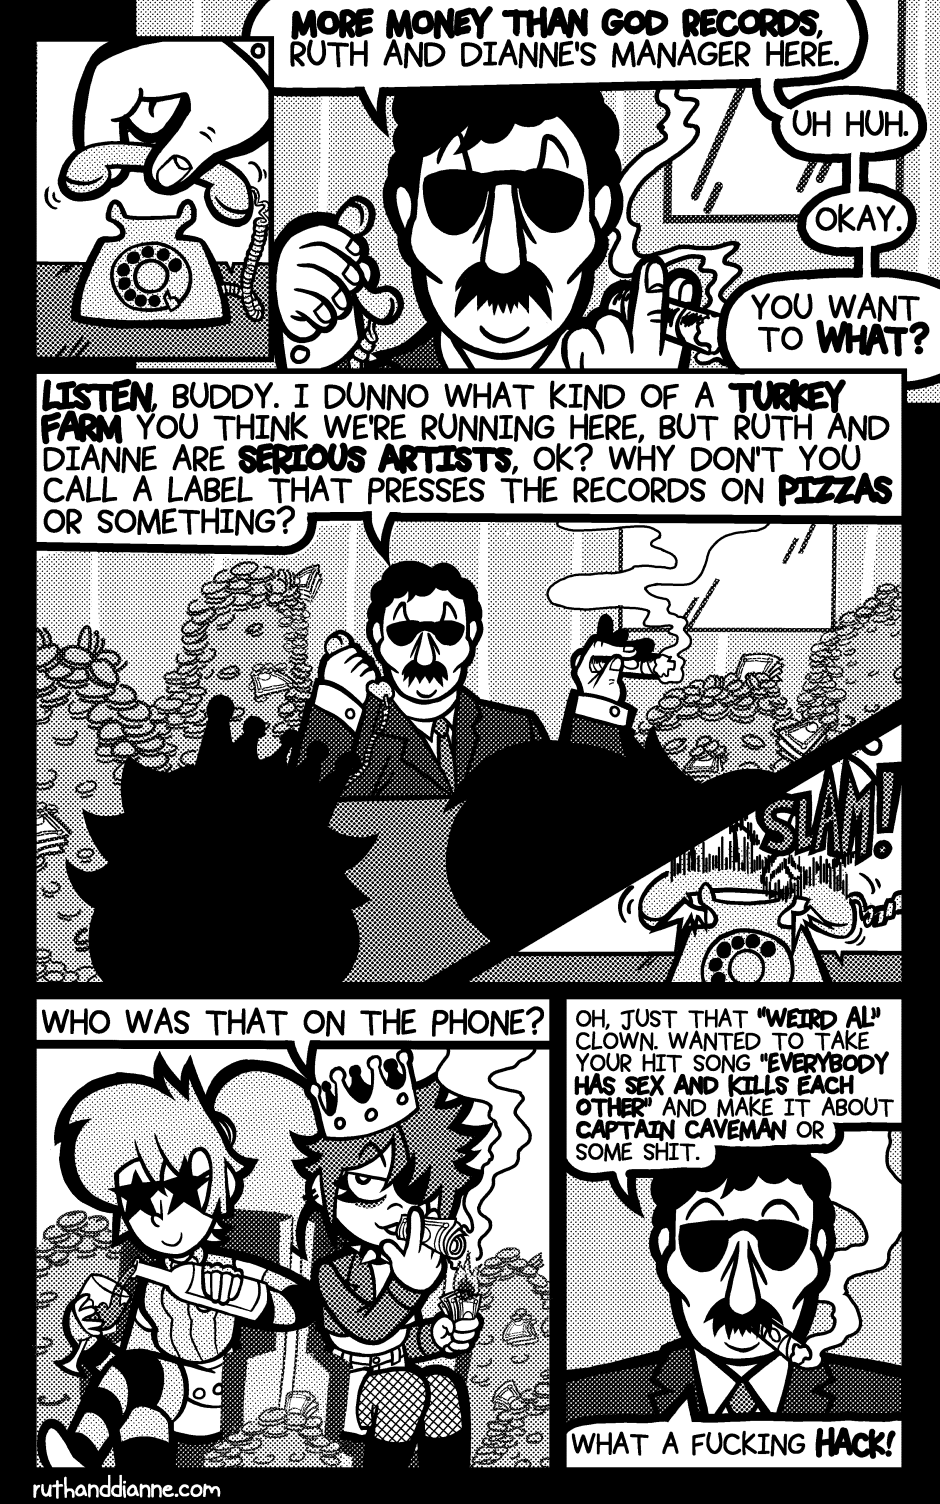 MORE MONEY THAN GOD RECORDS,
RUTH AND DIANNE'S MANAGER HERE.
UH HUH.
OKAY.
YOU WANT
TO WHAT?
LISTEN, BUDDY. I DUNNO WHAT KIND OF A TURKEY
FARM YOU THINK WE'RE RUNNING HERE, BUT RUTH AND
DIANNE ARE SERIOUS ARTISTS, OK? WHY DON'T YOU
CALL A LABEL THAT PRESSES THE RECORDS ON PIZZAS
OR SOMETHING?
SLAM!
WHO WAS THAT ON THE PHONE?
OH, JUST THAT "WEIRD AL"
CLOWN. WANTED TO TAKE
YOUR HIT SONG "EVERYBODY
HAS SEX AND KILLS EACH
OTHER" AND MAKE IT ABOUT
CAPTAIN CAVEMAN OR
SOME SHIT.
WHAT A FUCKING HACK!
ruthanddianne.com